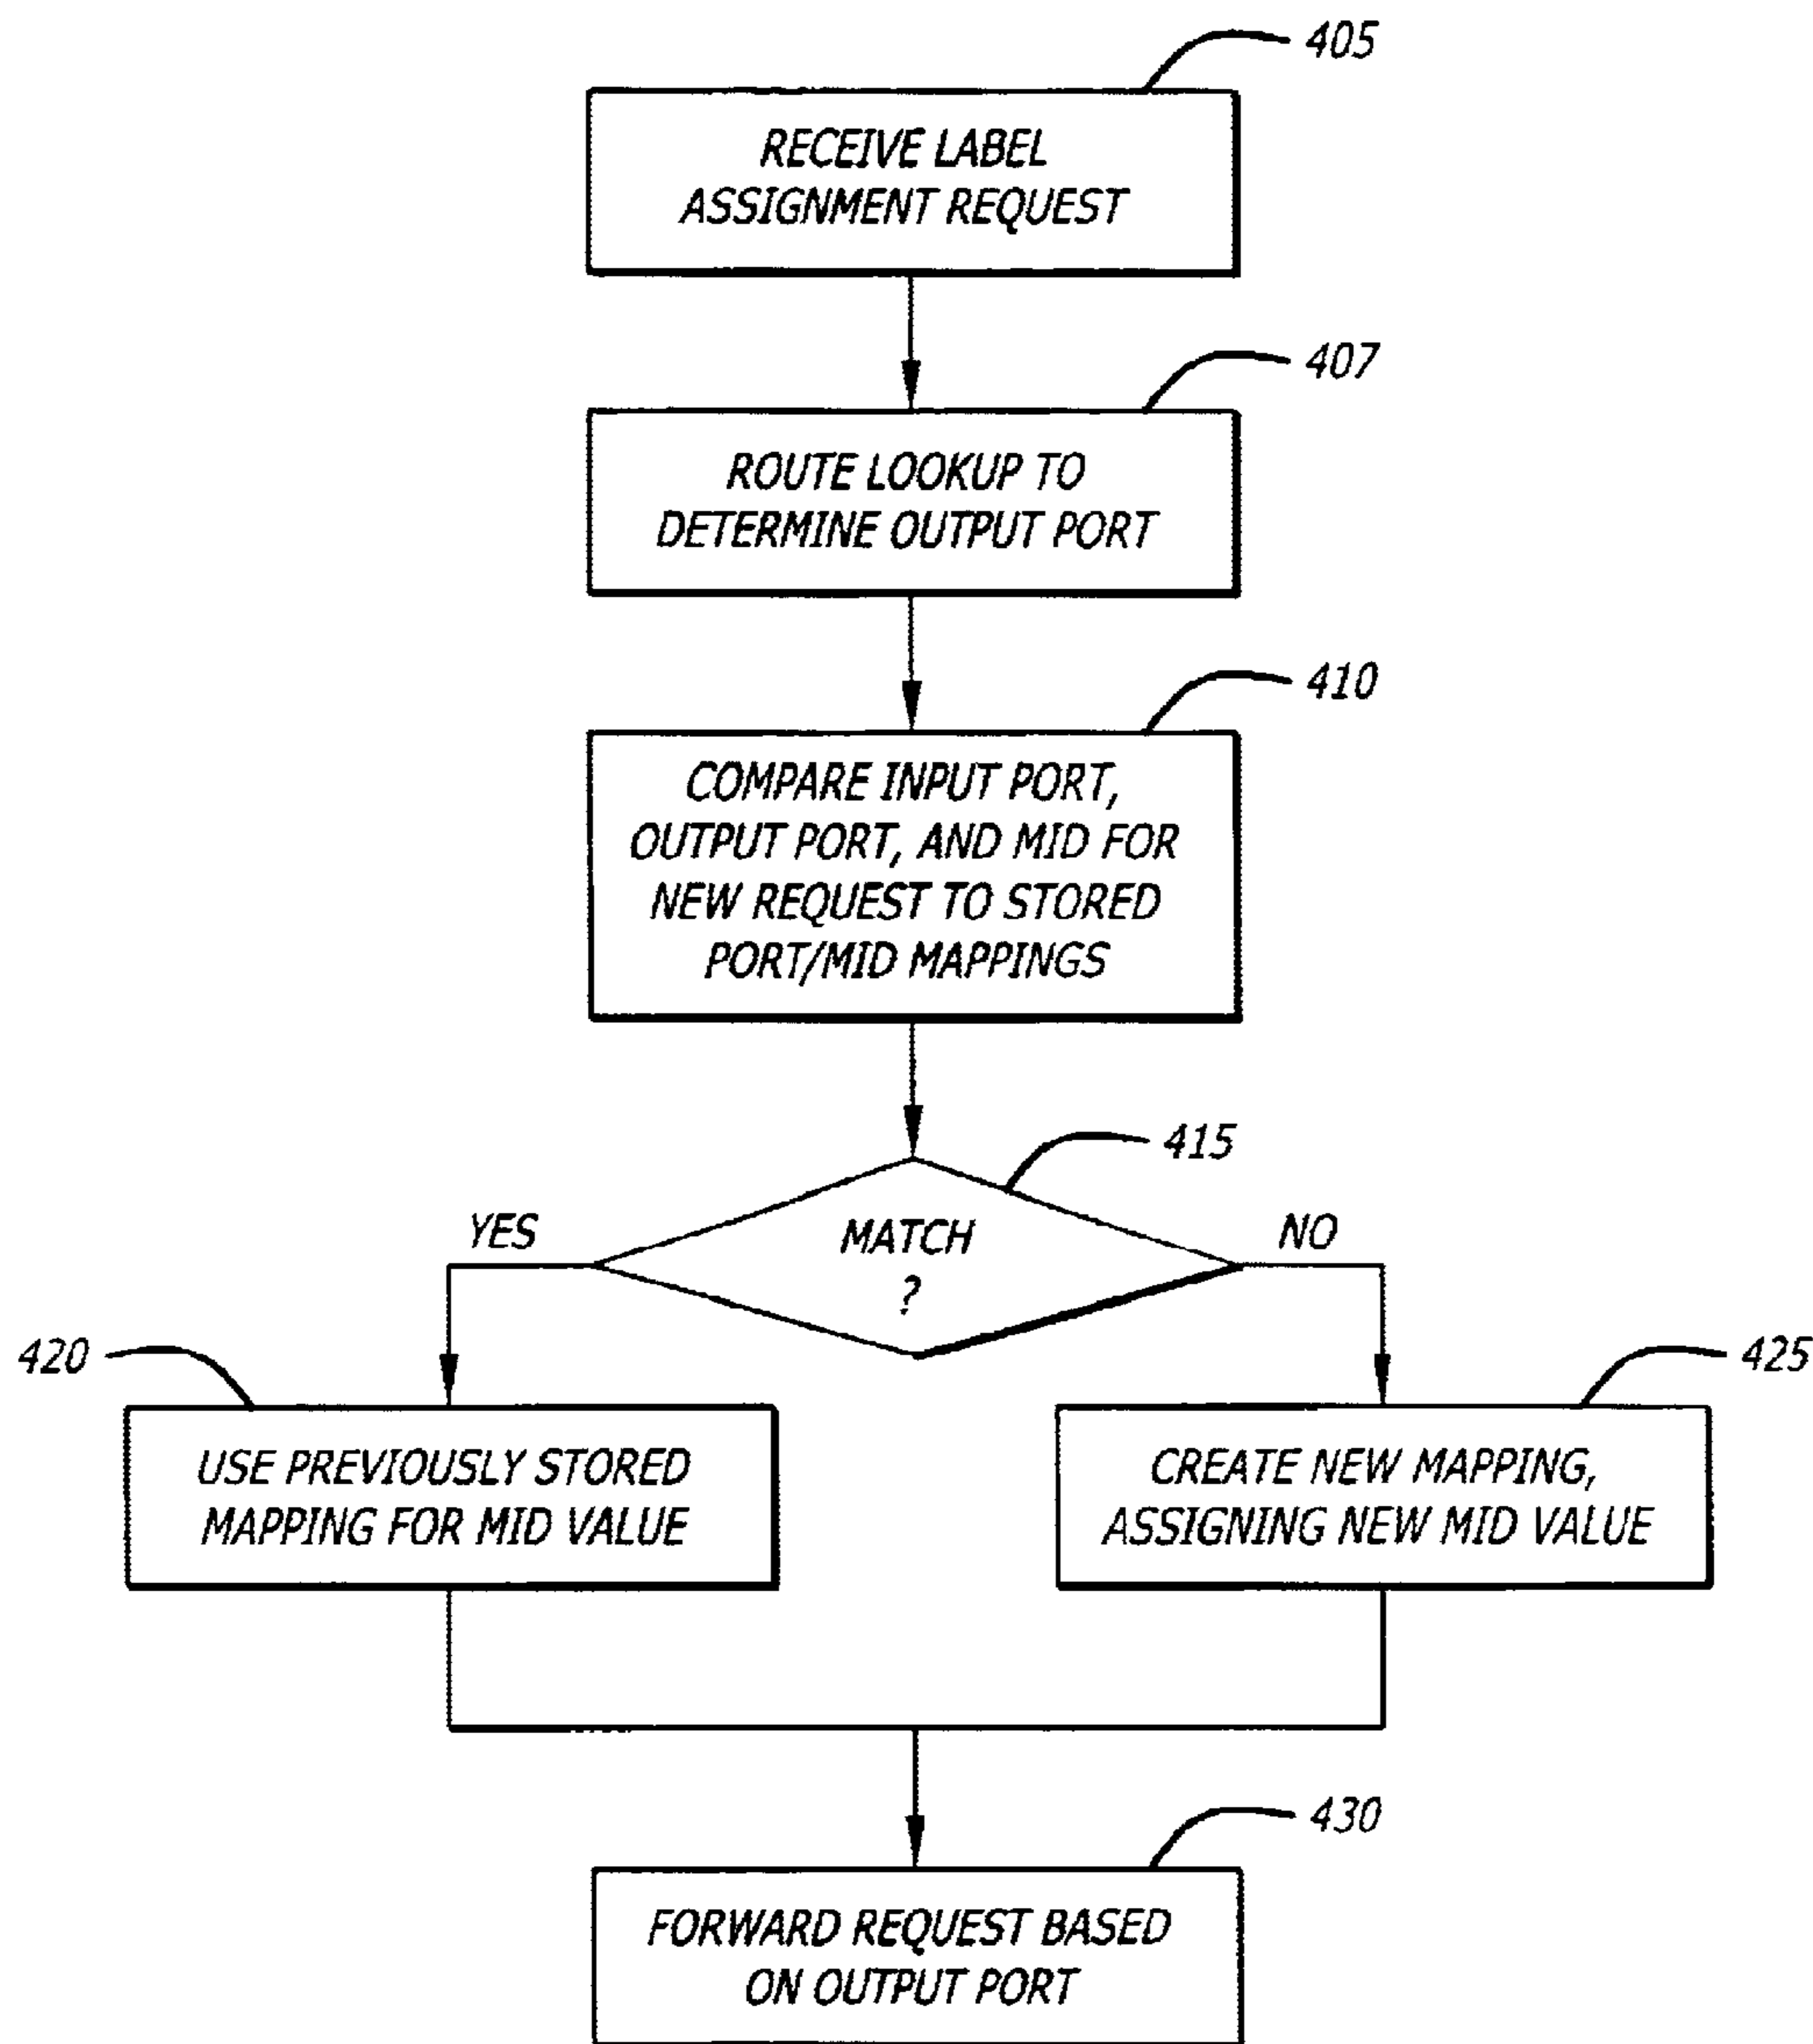 405
RECEIVE LABEL
ASSIGNMENT REQUEST
407
ROUTE LOOKUP TO
DETERMINE OUTPUT PORT
410
COMPARE INPUT PORT,
OUTPUT PORT, AND MID FOR
NEW REQUEST TO STORED
PORT/MID MAPPINGS
415
YES
MATCH
?
NO
420
425
USE PREVIOUSLY STORED
MAPPING FOR MID VALUE
CREATE NEW MAPPING,
ASSIGNING NEW MID VALUE
430
FORWARD REQUEST BASED
ON OUTPUT PORT